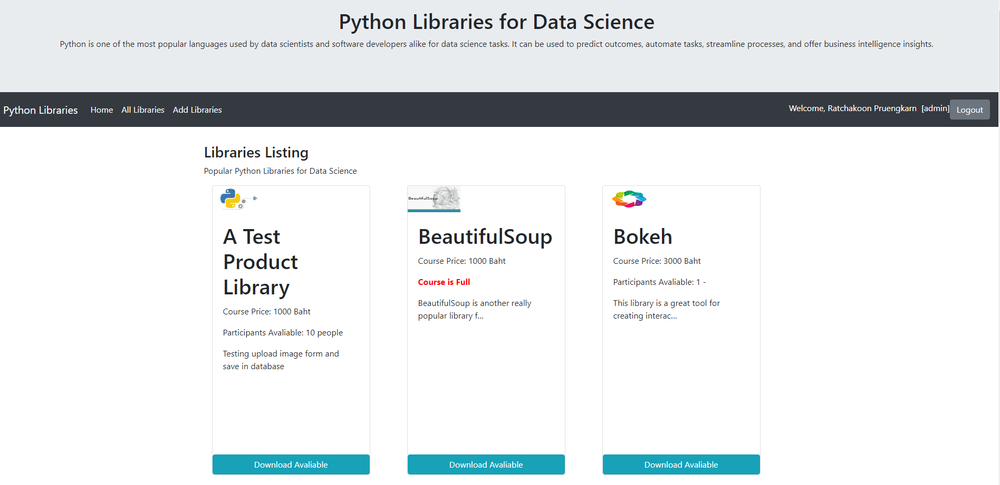 Python Libraries for Data Science
Python is one of the most popular languages used by data scientists and software developers alike for data science tasks. It can be used to predict outcomes, automate tasks, streamline processes, and offer business intelligence insights.
Python Libraries Home All Libraries Add Libraries Welcome, Ratchakoon Pruengkarn [admin] Logout
Libraries Listing
Popular Python Libraries for Data Science
A Test
Product
Library
Course Price: 1000 Baht
Participants Avaliable: 10 people
Testing upload image form and
save in database
Download Avaliable
BeautifulSoup
BeautifulSoup
Course Price: 1000 Baht
Course is Full
BeautifulSoup is another really
popular library f...
Download Avaliable
Bokeh
Course Price: 3000 Baht
Participants Avaliable: 1 -
This library is a great tool for
creating interac...
Download Avaliable